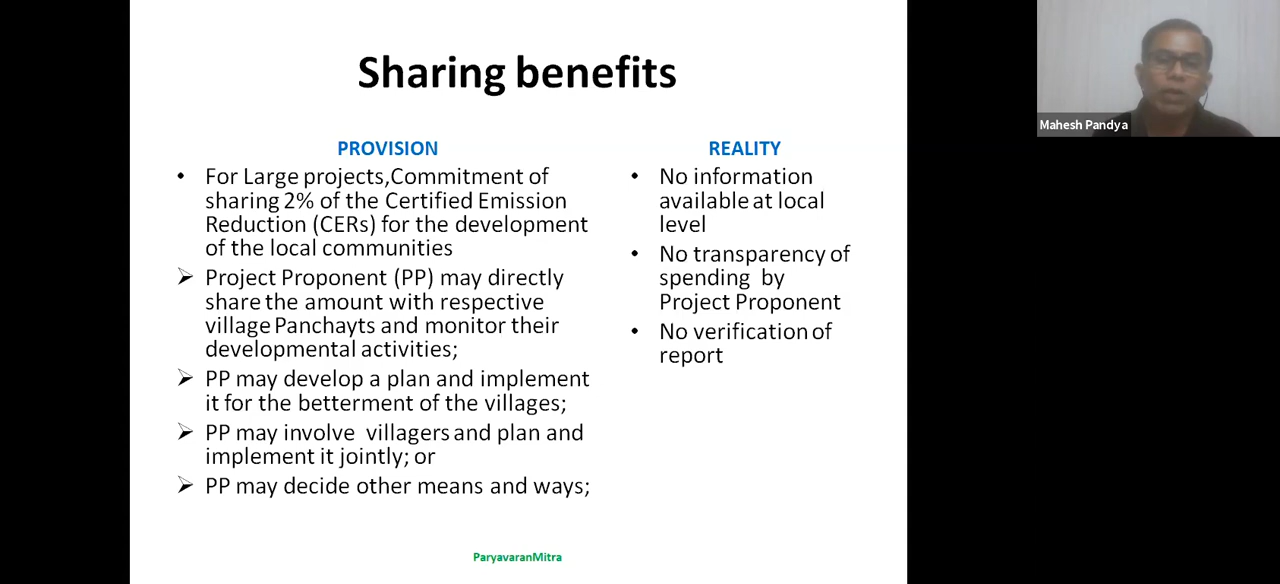 Sharing benefits
PROVISION
• For Large projects,Commitment of
sharing 2% of the Certified Emission
Reduction (CERs) for the development
of the local communities
➢ Project Proponent (PP) may directly
share the amount with respective
village Panchayts and monitor their
developmental activities;
➢ PP may develop a plan and implement
it for the betterment of the villages;
➢ PP may involve villagers and plan and
implement it jointly; or
➢ PP may decide other means and ways;
REALITY
• No information
available at local
level
• No transparency of
spending by
Project Proponent
• No verification of
report
ParyavaranMitra
Mahesh Pandya